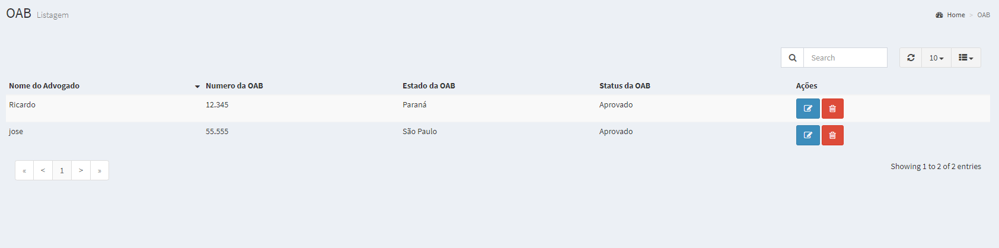 OAB Listagem
Home > OAB
Search
10
Nome do Advogado Numero da OAB Estado da OAB Status da OAB Ações
Ricardo 12.345 Paraná Aprovado
jose 55.555 São Paulo Aprovado
« < 1 > »
Showing 1 to 2 of 2 entries